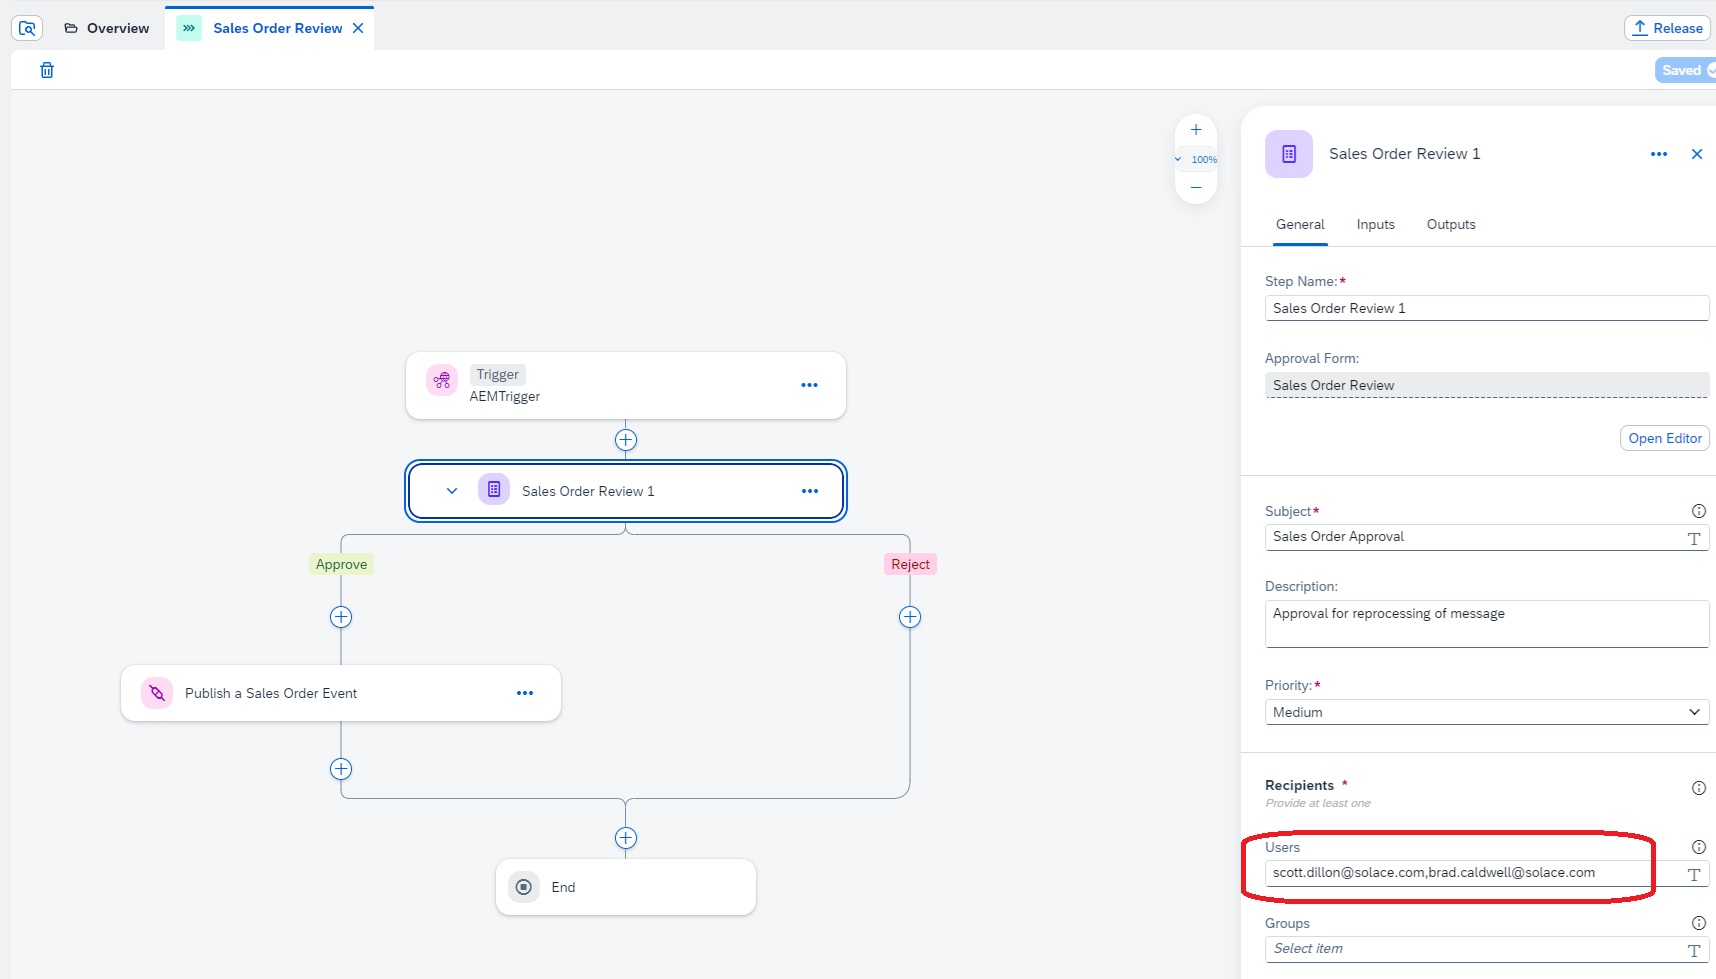 Overview
Sales Order Review
Release
Saved
100%
Trigger
AEMTrigger
Sales Order Review 1
Approve
Reject
Publish a Sales Order Event
End
Sales Order Review 1
General Inputs Outputs
Step Name:*
Sales Order Review 1
Approval Form:
Sales Order Review
Open Editor
Subject*
Sales Order Approval
Description:
Approval for reprocessing of message
Priority:*
Medium
Recipients *
Provide at least one
Users
scott.dillon@solace.com,brad.caldwell@solace.com
Groups
Select item